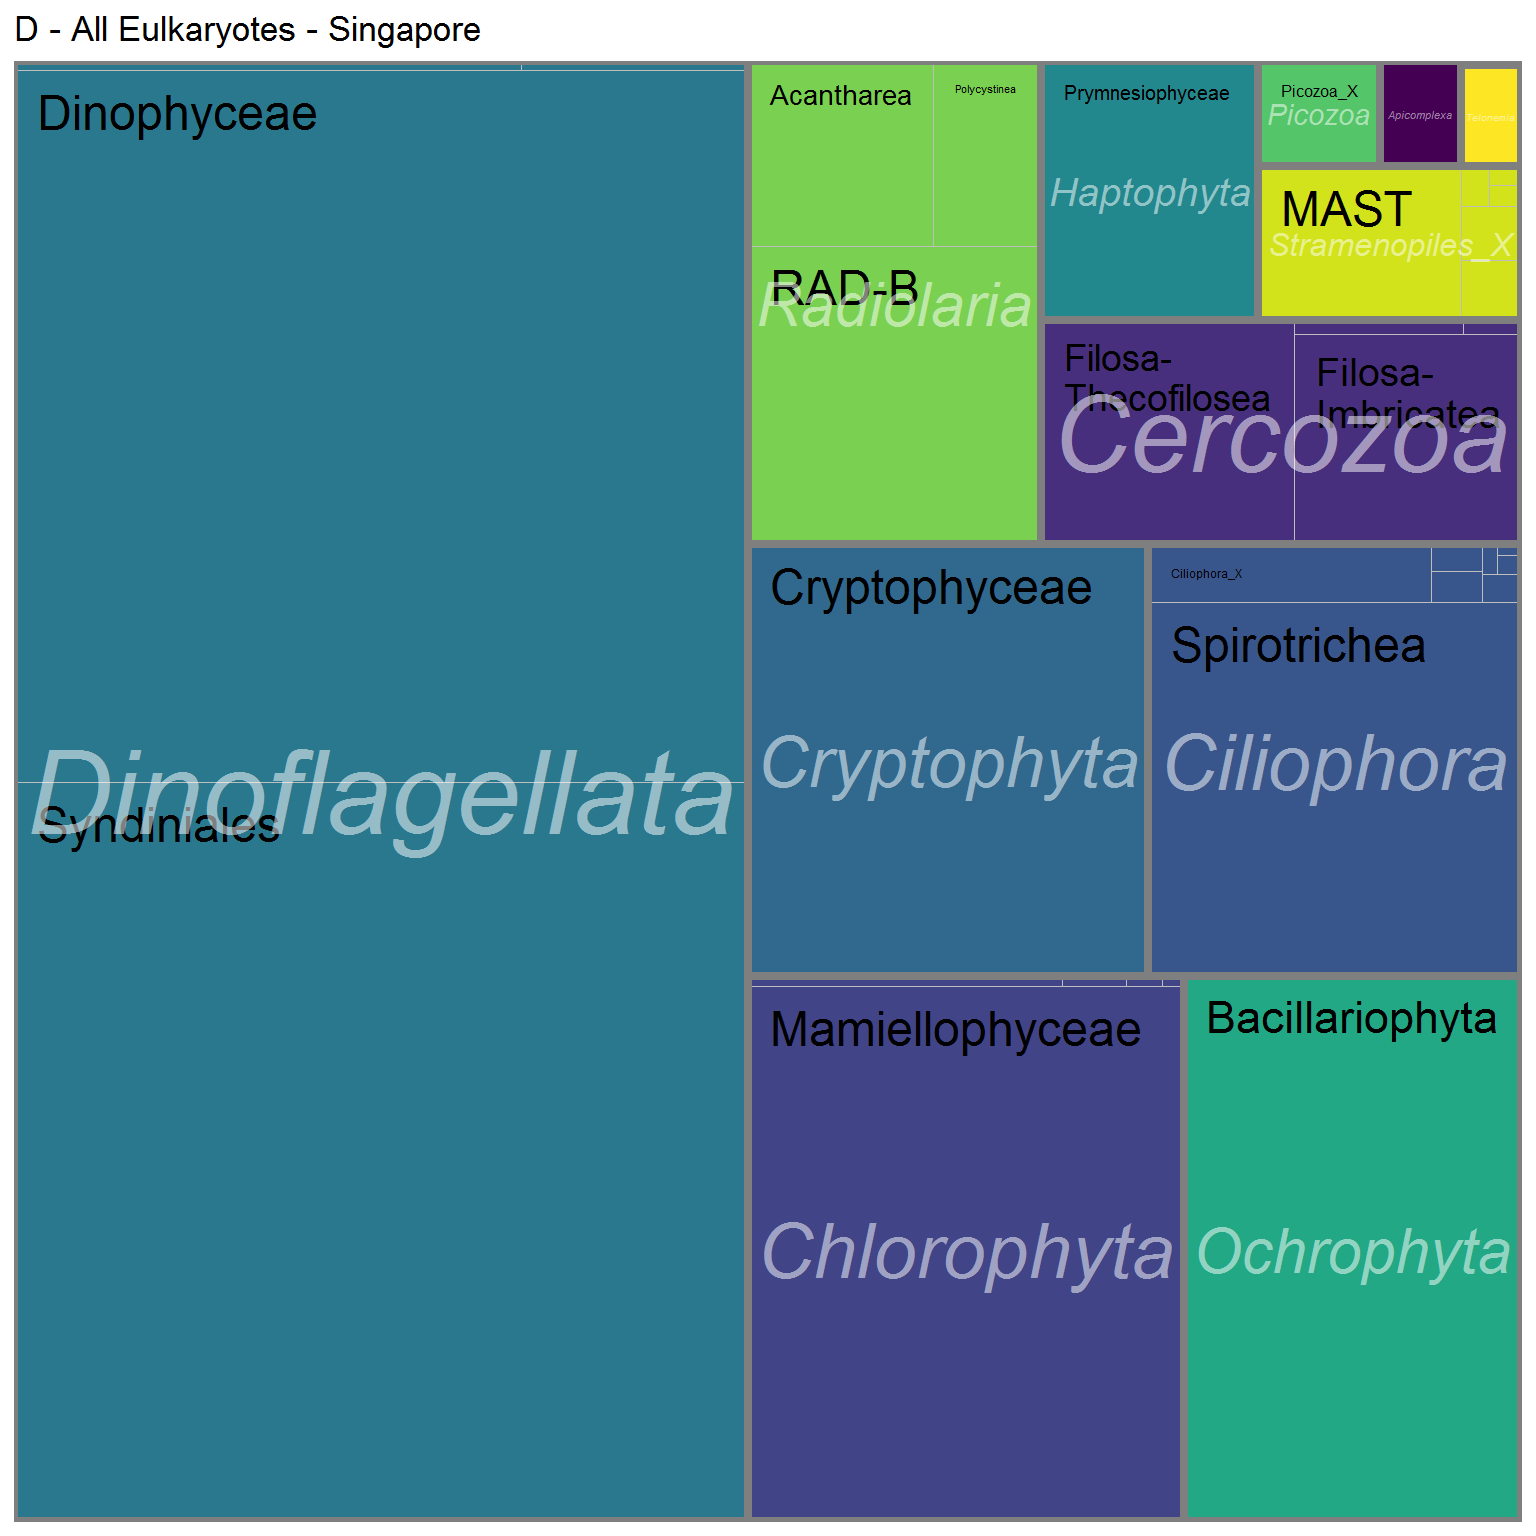 D - All Eulkaryotes - Singapore
Dinophyceae
Dinoflagellata
Syndiniales
Acantharea
Polycystinea
RAD-B
Radiolaria
Prymnesiophyceae
Haptophyta
Picozoa_X
Picozoa
Apicomplexa
Telonemia
MAST
Stramenopiles_X
Filosa-
Thecofilosea
Filosa-
Imbricatea
Cercozoa
Cryptophyceae
Cryptophyta
Ciliophora_X
Spirotrichea
Ciliophora
Mamiellophyceae
Chlorophyta
Bacillariophyta
Ochrophyta